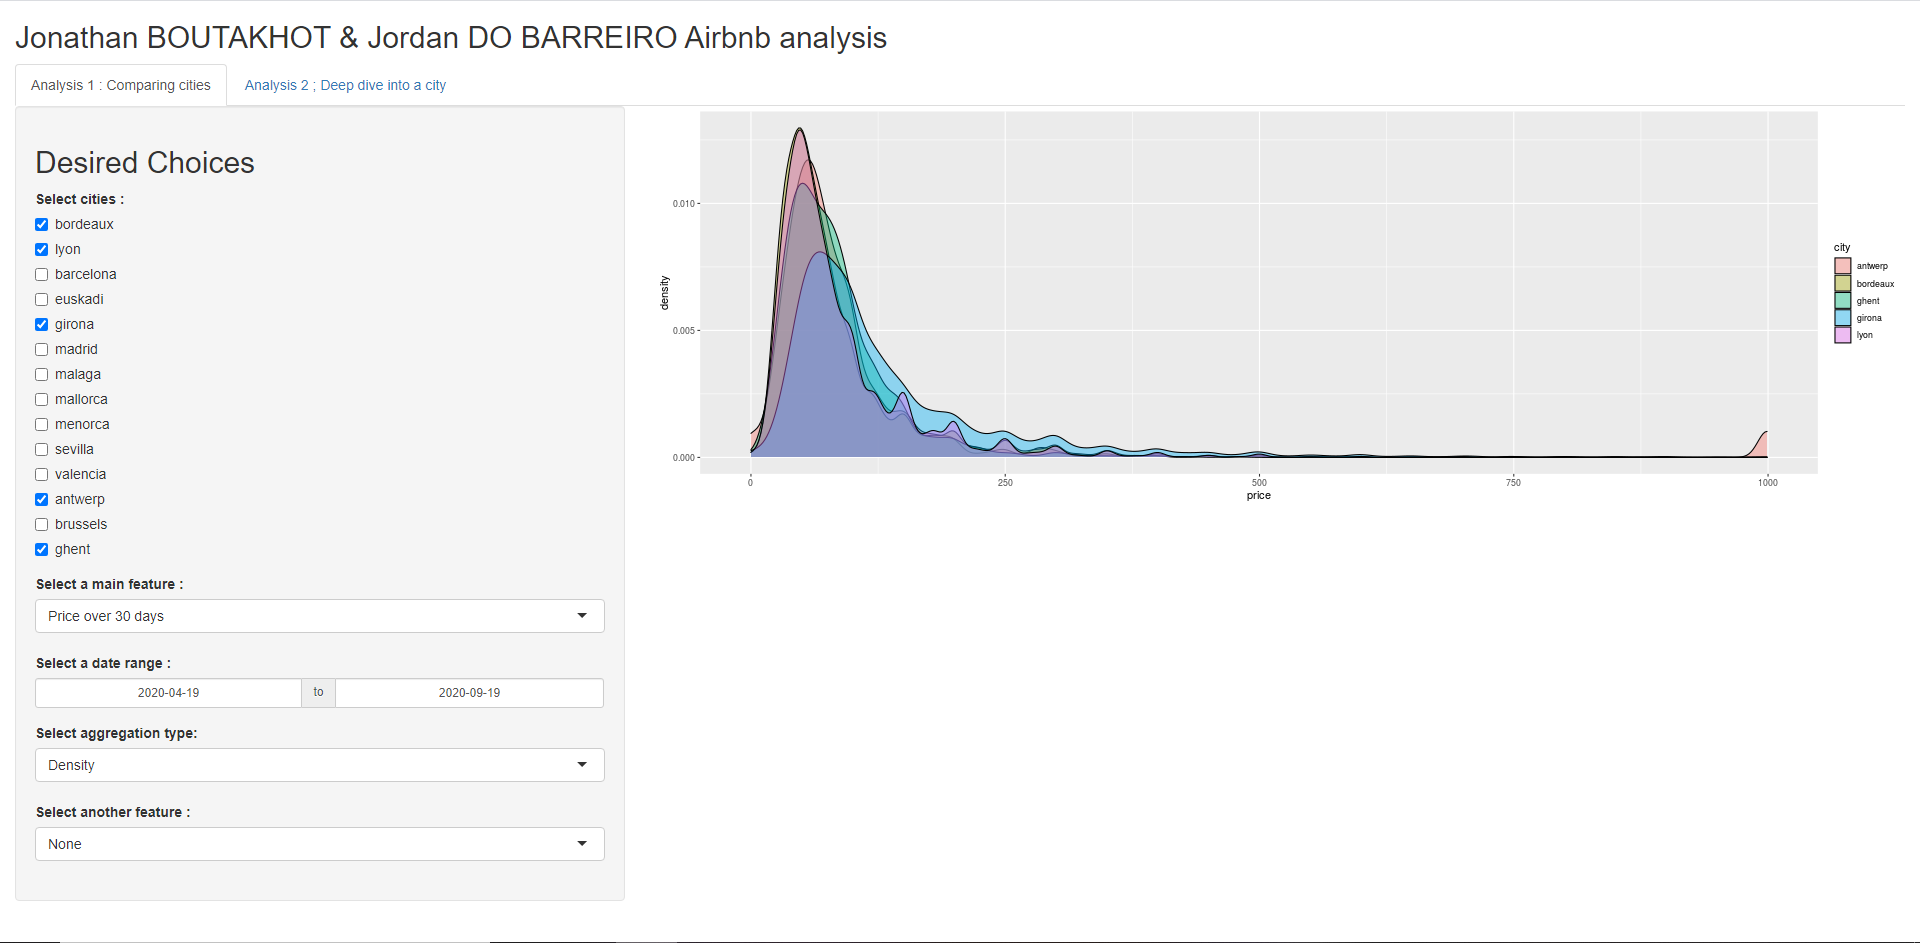 Jonathan BOUTAKHOT & Jordan DO BARREIRO Airbnb analysis
Analysis 1 : Comparing cities
Analysis 2 ; Deep dive into a city
Desired Choices
Select cities :
bordeaux
lyon
barcelona
euskadi
girona
madrid
malaga
mallorca
menorca
sevilla
valencia
antwerp
brussels
ghent
Select a main feature :
Price over 30 days
Select a date range :
2020-04-19 to 2020-09-19
Select aggregation type:
Density
Select another feature :
None
density
0.010
0.005
0.000
0 250 500 750 1000
price
city
antwerp
bordeaux
ghent
girona
lyon